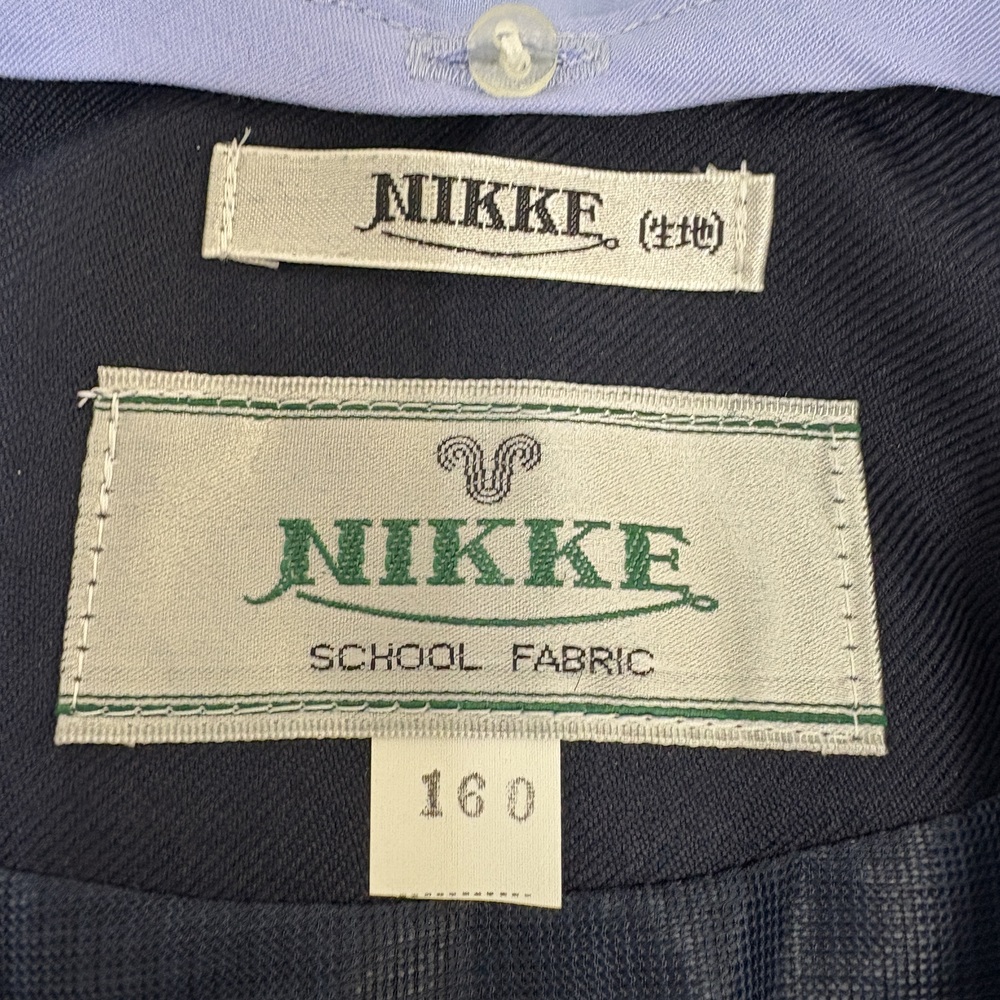 NIKKE (生地)
NIKKE
SCHOOL FABRIC
160